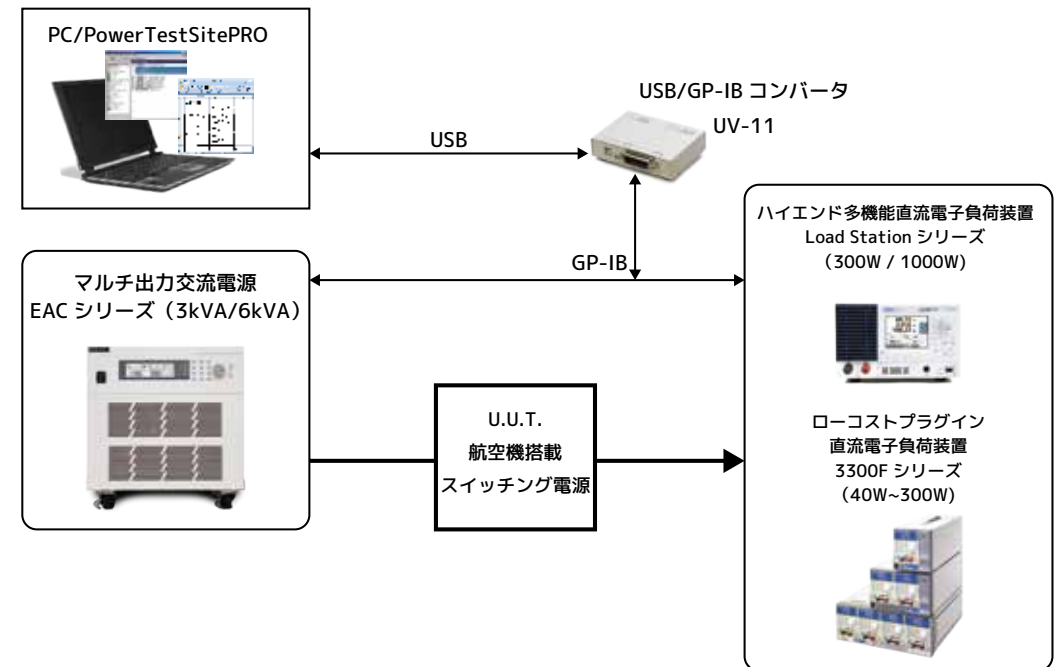 PC/PowerTestSitePRO
USB/GP-IB コンバータ
UV-11
USB
GP-IB
マルチ出力交流電源
EAC シリーズ（3kVA/6kVA）
U.U.T.
航空機搭載
スイッチング電源
ハイエンド多機能直流電子負荷装置
Load Station シリーズ
（300W / 1000W)
ローコストプラグイン
直流電子負荷装置
3300F シリーズ
（40W~300W)